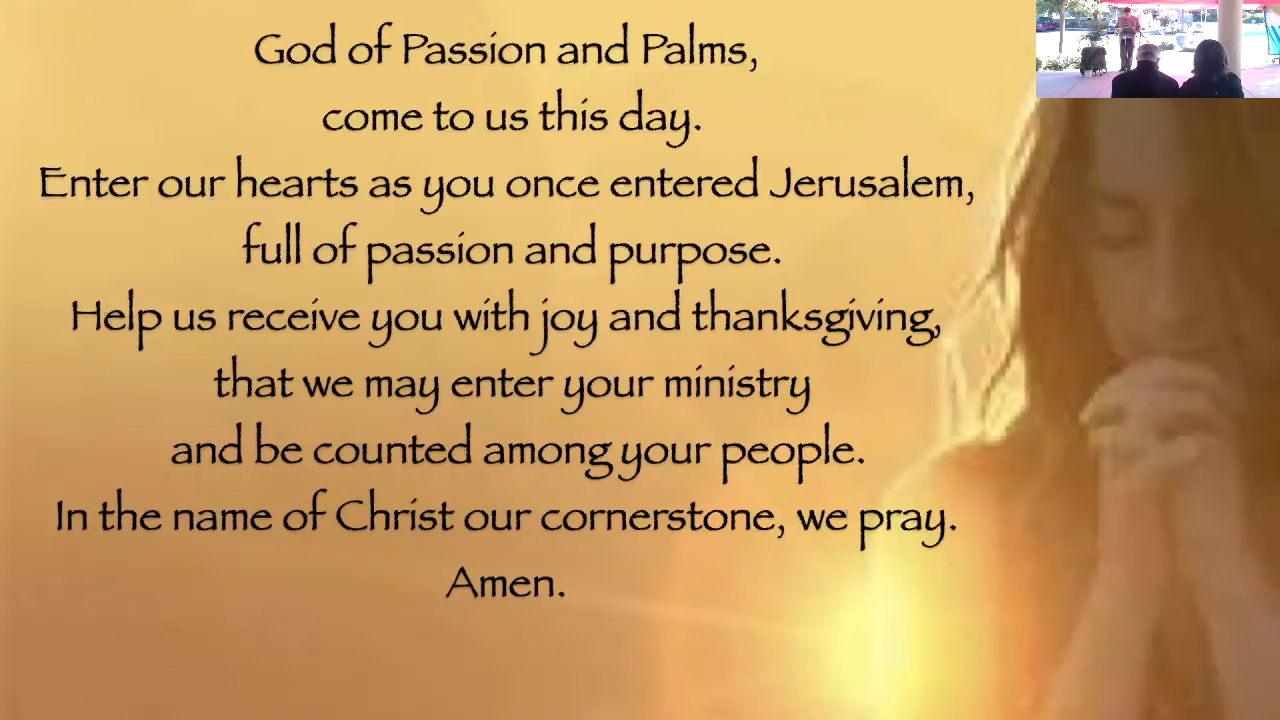 God of Passion and Palms,
come to us this day.
Enter our hearts as you once entered Jerusalem,
full of passion and purpose.
Help us receive you with joy and thanksgiving,
that we may enter your ministry
and be counted among your people.
In the name of Christ our cornerstone, we pray.
Amen.